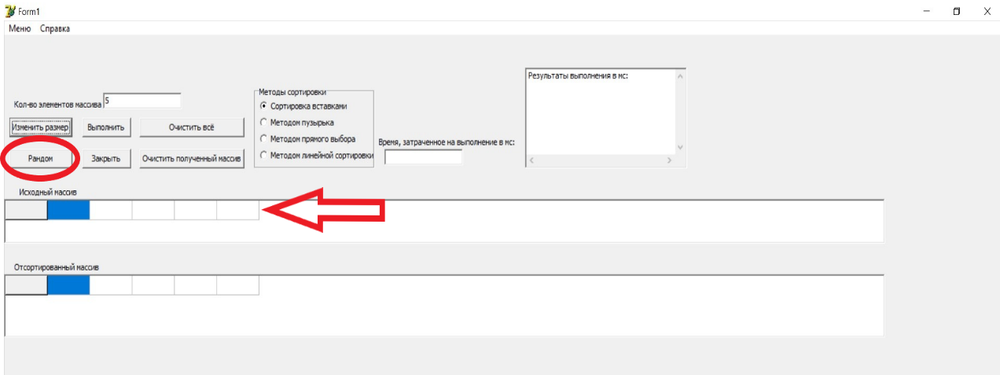 Form1
Меню Справка
Результаты выполнения в мс:
Кол-во элементов массива 5
Методы сортировки
Сортировка вставками
Методом пузырька
Методом прямого выбора
Методом линейной сортировки
Изменить размер Выполнить Очистить всё
Рандом Закрыть Очистить полученный массив
Время, затраченное на выполнение в мс:
Исходный массив
Отсортированный массив